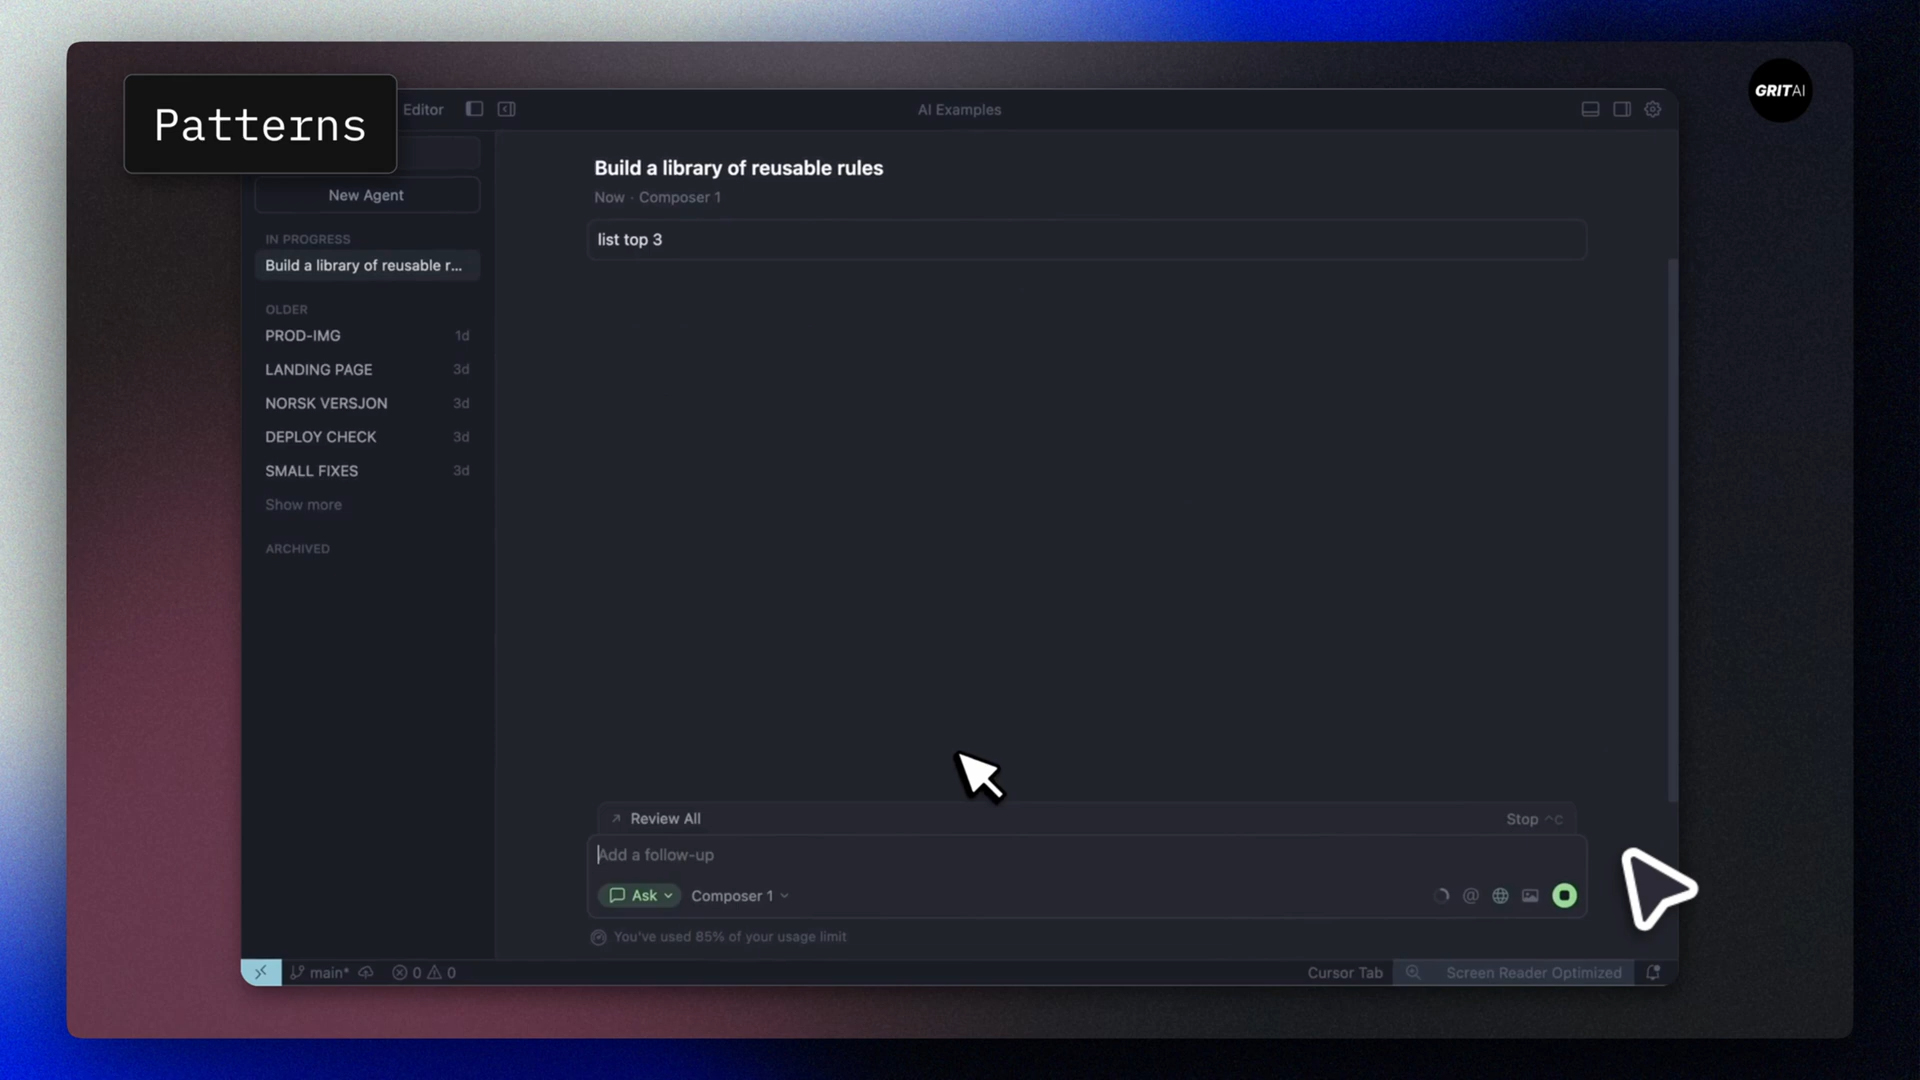 Patterns
Editor
AI Examples
GRITAI
New Agent
IN PROGRESS
Build a library of reusable r...
OLDER
PROD-IMG 1d
LANDING PAGE 3d
NORSK VERSJON 3d
DEPLOY CHECK 3d
SMALL FIXES 3d
Show more
ARCHIVED
Build a library of reusable rules
Now · Composer 1
list top 3
Review All
Stop ^C
Add a follow-up
Ask
Composer 1
You've used 85% of your usage limit
main* 0 0
Cursor Tab
Screen Reader Optimized